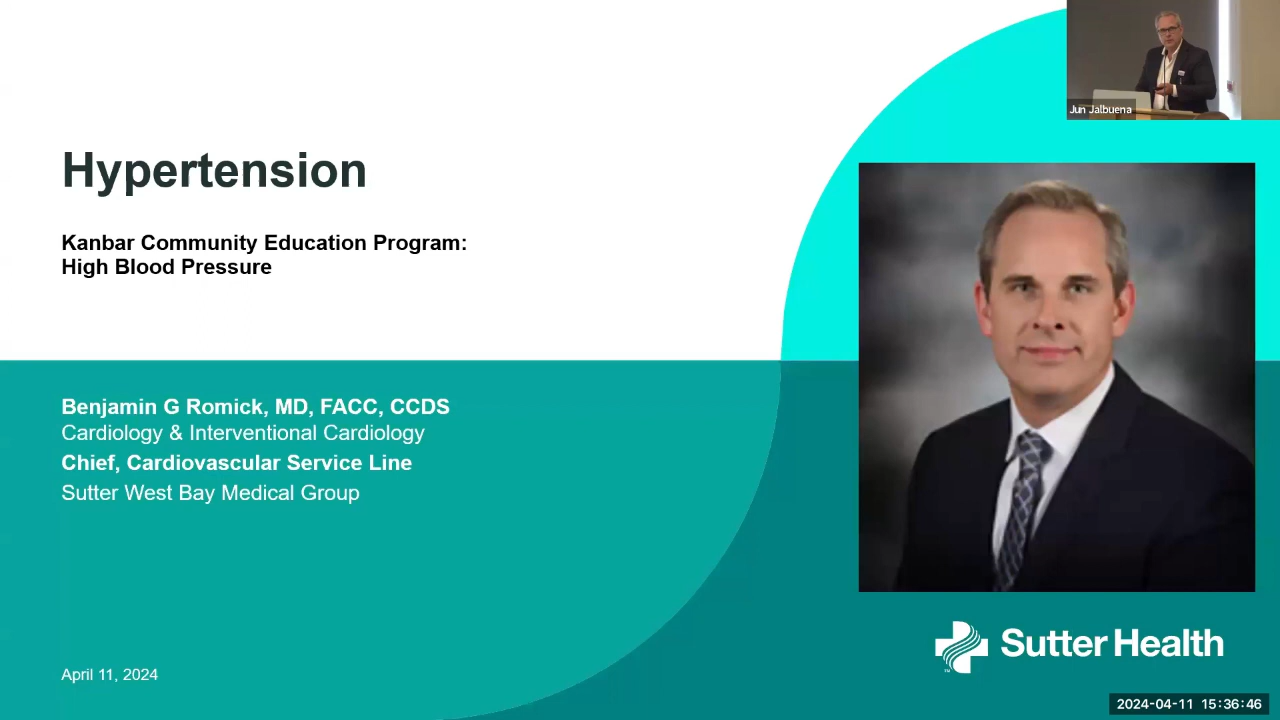 Jun Jalbuena
Hypertension
Kanbar Community Education Program:
High Blood Pressure
Benjamin G Romick, MD, FACC, CCDS
Cardiology & Interventional Cardiology
Chief, Cardiovascular Service Line
Sutter West Bay Medical Group
April 11, 2024
Sutter Health
2024-04-11 15:36:46